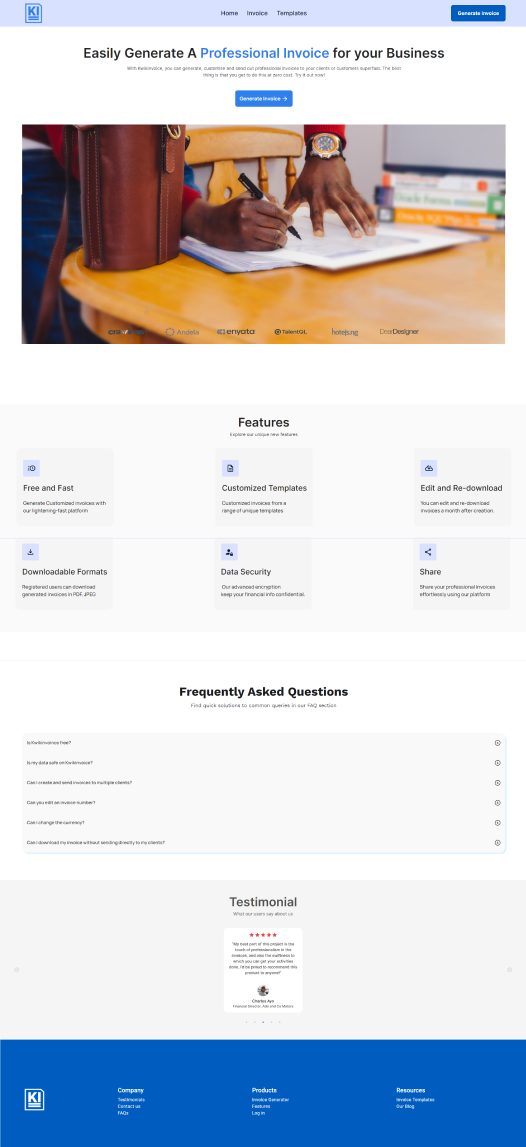 KI
Home Invoice Templates
Generate Invoice
Easily Generate A Professional Invoice for your Business
With Kwikinvoice, you can generate, customise and send out professional invoices to your clients or customers superfast. The best
thing is that you get to do this at zero cost. Try it out now!
Generate Invoice →
Oracle Forms
Andela
enyata
TalentQL
hotels.ng
DearDesigner
Features
Explore our unique new features
Free and Fast
Generate Customized invoices with
our lightening-fast platform
Customized Templates
Customized invoices from a
range of unique templates
Edit and Re-download
You can edit and re-download
invoices a month after creation.
Downloadable Formats
Registered users can download
generated invoices in PDF, JPEG
Data Security
Our advanced encryption
keep your financial info confidential.
Share
Share your professional invoices
effortlessly using our platform
Frequently Asked Questions
Find quick solutions to common queries in our FAQ section
Is Kwikinvoice free?
Is my data safe on Kwikinvoice?
Can I create and send invoices to multiple clients?
Can you edit an invoice number?
Can I change the currency?
Can I download my invoice without sending directly to my clients?
Testimonial
What our users say about us
"My best part of this project is the
touch of professionalism in the
invoices, and also the swiftness to
which you can get your activities
done, I'd be proud to recommend this
product to anyone!"
Charles Ayo
Financial Director, Ade and Co Motors
KI
Company
Testimonials
Contact us
FAQs
Products
Invoice Generator
Features
Log in
Resources
Invoice Templates
Our Blog